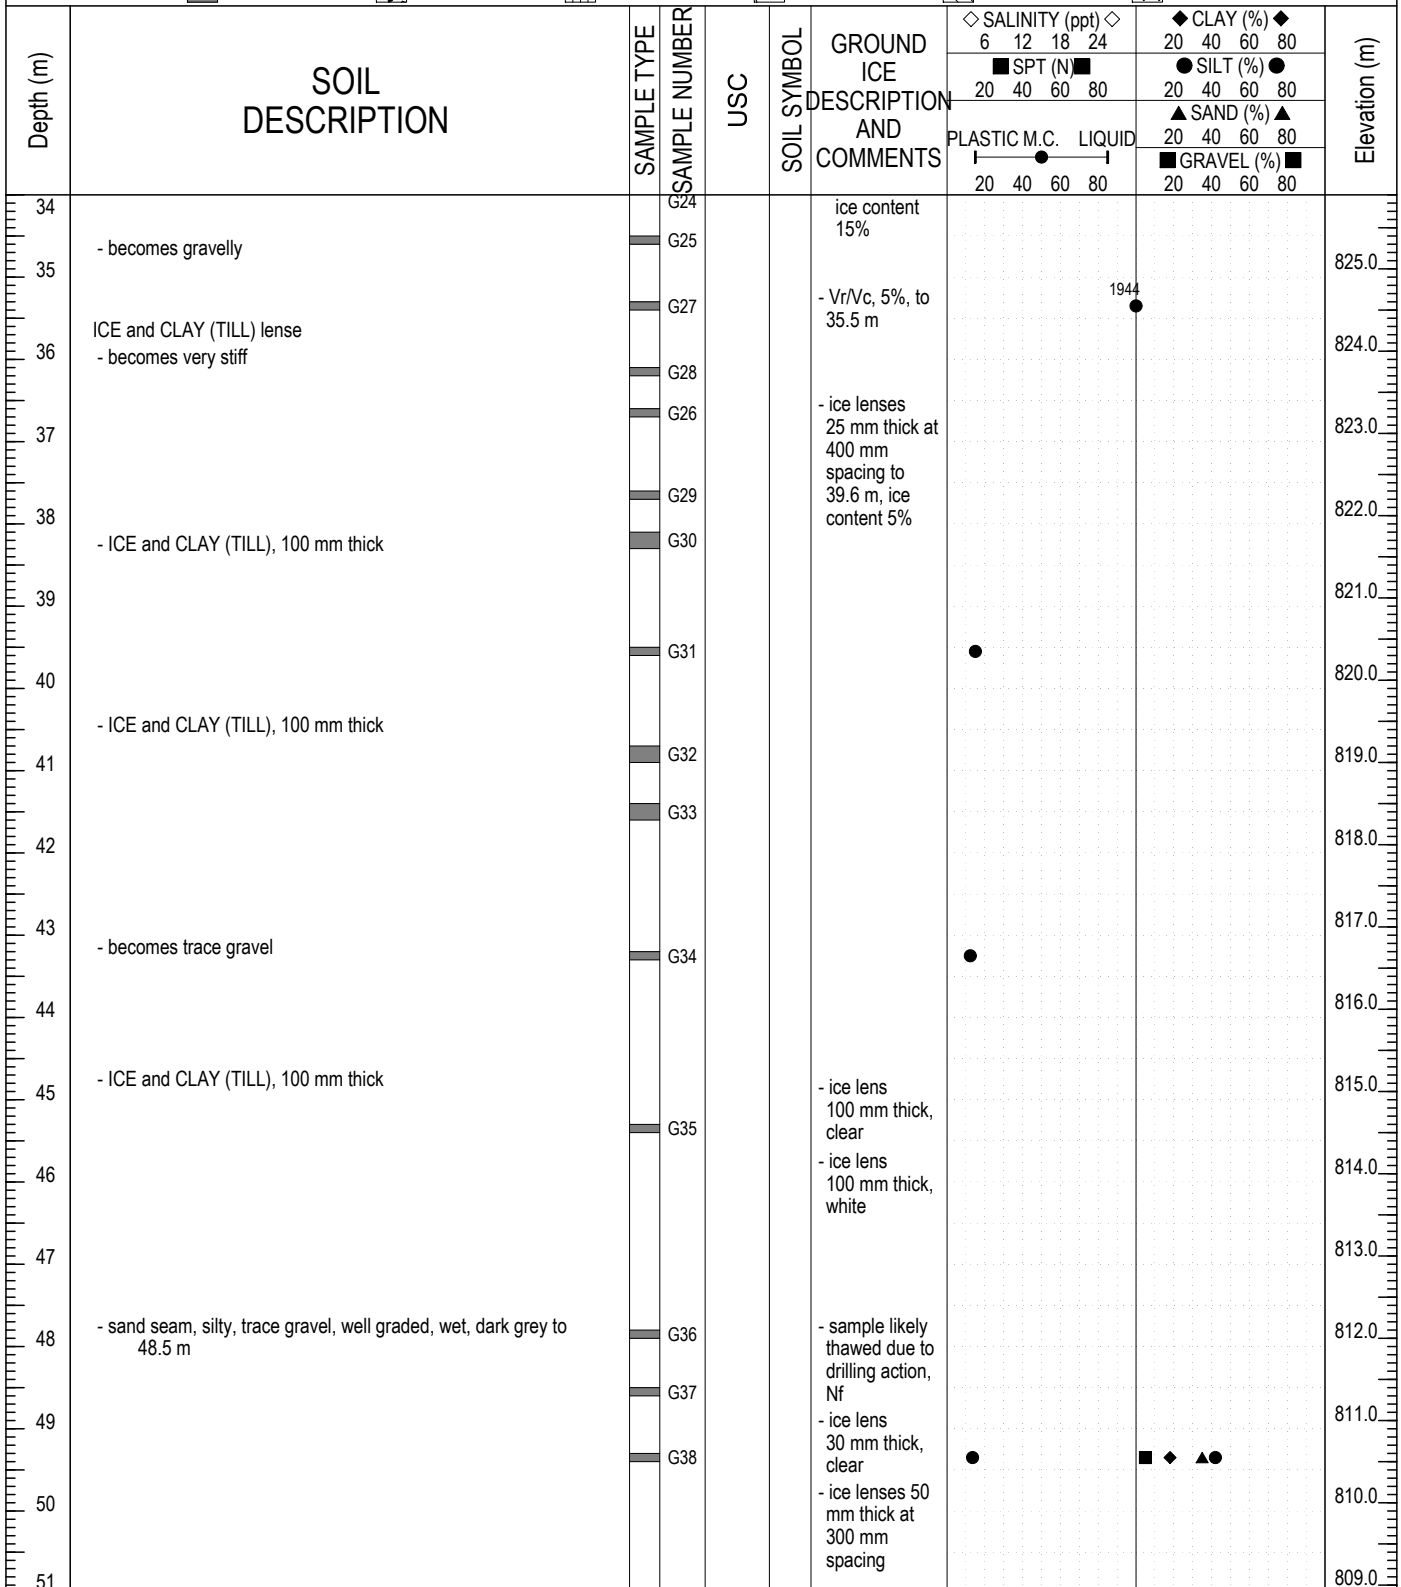 Depth (m)
SOIL
DESCRIPTION
SAMPLE TYPE
SAMPLE NUMBER
USC
SOIL SYMBOL
GROUND
ICE
DESCRIPTION
AND
COMMENTS
◇ SALINITY (ppt) ◇
6 12 18 24
■ SPT (N) ■
20 40 60 80
PLASTIC M.C. LIQUID
20 40 60 80
◆ CLAY (%) ◆
20 40 60 80
● SILT (%) ●
20 40 60 80
▲ SAND (%) ▲
20 40 60 80
■ GRAVEL (%) ■
20 40 60 80
Elevation (m)
34
35
36
37
38
39
40
41
42
43
44
45
46
47
48
49
50
51
- becomes gravelly
ICE and CLAY (TILL) lense
- becomes very stiff
- ICE and CLAY (TILL), 100 mm thick
- ICE and CLAY (TILL), 100 mm thick
- becomes trace gravel
- ICE and CLAY (TILL), 100 mm thick
- sand seam, silty, trace gravel, well graded, wet, dark grey to
48.5 m
G24
G25
G27
G28
G26
G29
G30
G31
G32
G33
G34
G35
G36
G37
G38
ice content
15%
- Vr/Vc, 5%, to
35.5 m
- ice lenses
25 mm thick at
400 mm
spacing to
39.6 m, ice
content 5%
- ice lens
100 mm thick,
clear
- ice lens
100 mm thick,
white
- sample likely
thawed due to
drilling action,
Nf
- ice lens
30 mm thick,
clear
- ice lenses 50
mm thick at
300 mm
spacing
1944
825.0
824.0
823.0
822.0
821.0
820.0
819.0
818.0
817.0
816.0
815.0
814.0
813.0
812.0
811.0
810.0
809.0